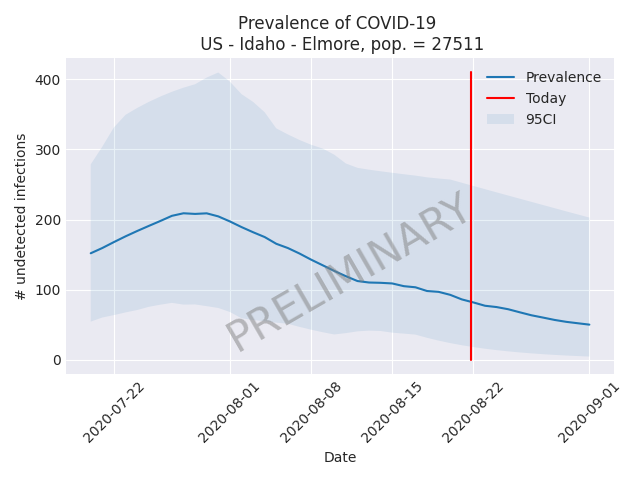 Prevalence of COVID-19
US - Idaho - Elmore, pop. = 27511
Prevalence
Today
95CI
# undetected infections
400
300
200
100
0
PRELIMINARY
2020-07-22
2020-08-01
2020-08-08
2020-08-15
2020-08-22
2020-09-01
Date